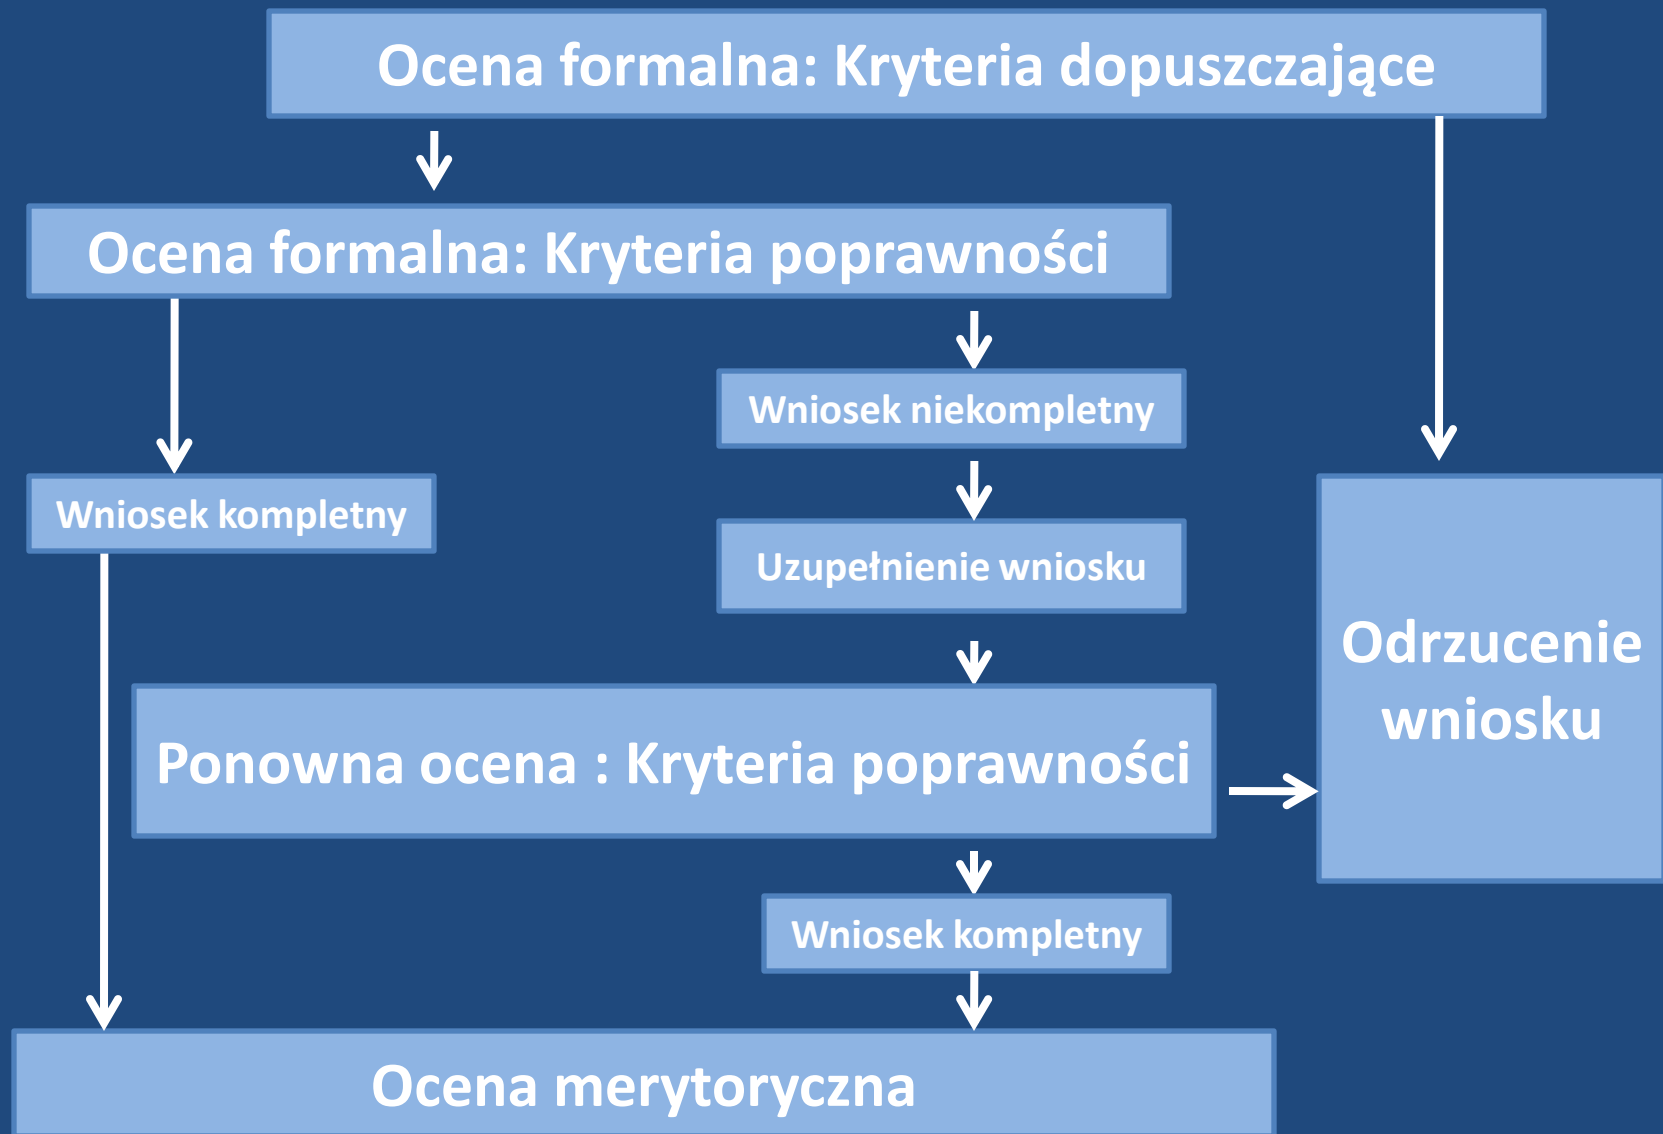 Ocena formalna: Kryteria dopuszczające
Ocena formalna: Kryteria poprawności
Wniosek niekompletny
Wniosek kompletny
Uzupełnienie wniosku
Odrzucenie
wniosku
Ponowna ocena : Kryteria poprawności
Wniosek kompletny
Ocena merytoryczna